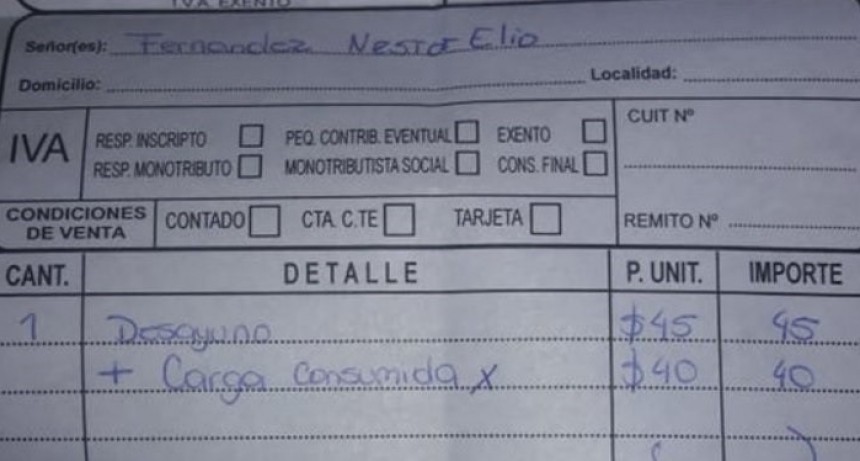 IVA EXENTO
Señor(es): Fernandez Nestor Elio
Domicilio: Localidad:
IVA
RESP. INSCRIPTO PEQ. CONTRIB. EVENTUAL EXENTO
RESP. MONOTRIBUTO MONOTRIBUTISTA SOCIAL CONS. FINAL
CUIT Nº
CONDICIONES
DE VENTA
CONTADO CTA. C.TE TARJETA
REMITO Nº
CANT. DETALLE P. UNIT. IMPORTE
1 Desayuno $45 45
+ Carga Consumida x $40 40